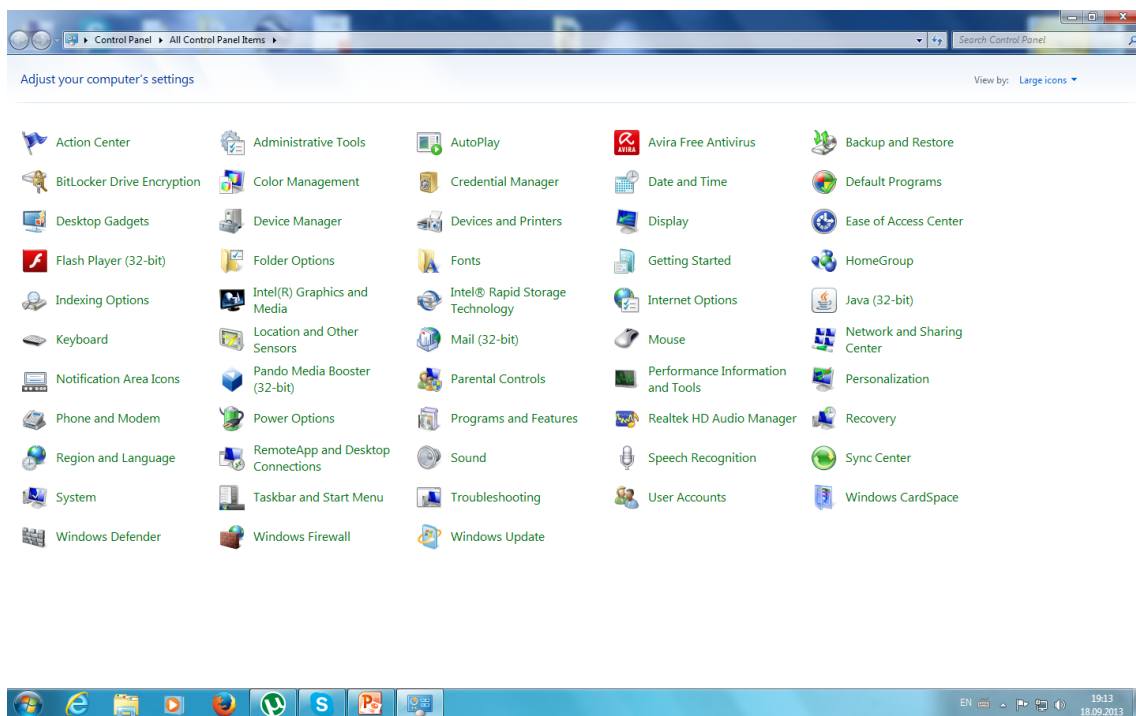 Control Panel ▸ All Control Panel Items ▸
Search Control Panel
Adjust your computer's settings
View by: Large icons
Action Center
Administrative Tools
AutoPlay
AVIRA
Avira Free Antivirus
Backup and Restore
BitLocker Drive Encryption
Color Management
Credential Manager
Date and Time
Default Programs
Desktop Gadgets
Device Manager
Devices and Printers
Display
Ease of Access Center
Flash Player (32-bit)
Folder Options
Fonts
Getting Started
HomeGroup
Indexing Options
Intel(R) Graphics and
Media
Intel® Rapid Storage
Technology
Internet Options
Java (32-bit)
Keyboard
Location and Other
Sensors
Mail (32-bit)
Mouse
Network and Sharing
Center
Notification Area Icons
Pando Media Booster
(32-bit)
Parental Controls
Performance Information
and Tools
Personalization
Phone and Modem
Power Options
Programs and Features
Realtek HD Audio Manager
Recovery
Region and Language
RemoteApp and Desktop
Connections
Sound
Speech Recognition
Sync Center
System
Taskbar and Start Menu
Troubleshooting
User Accounts
Windows CardSpace
Windows Defender
Windows Firewall
Windows Update
EN
19:13
18.09.2013